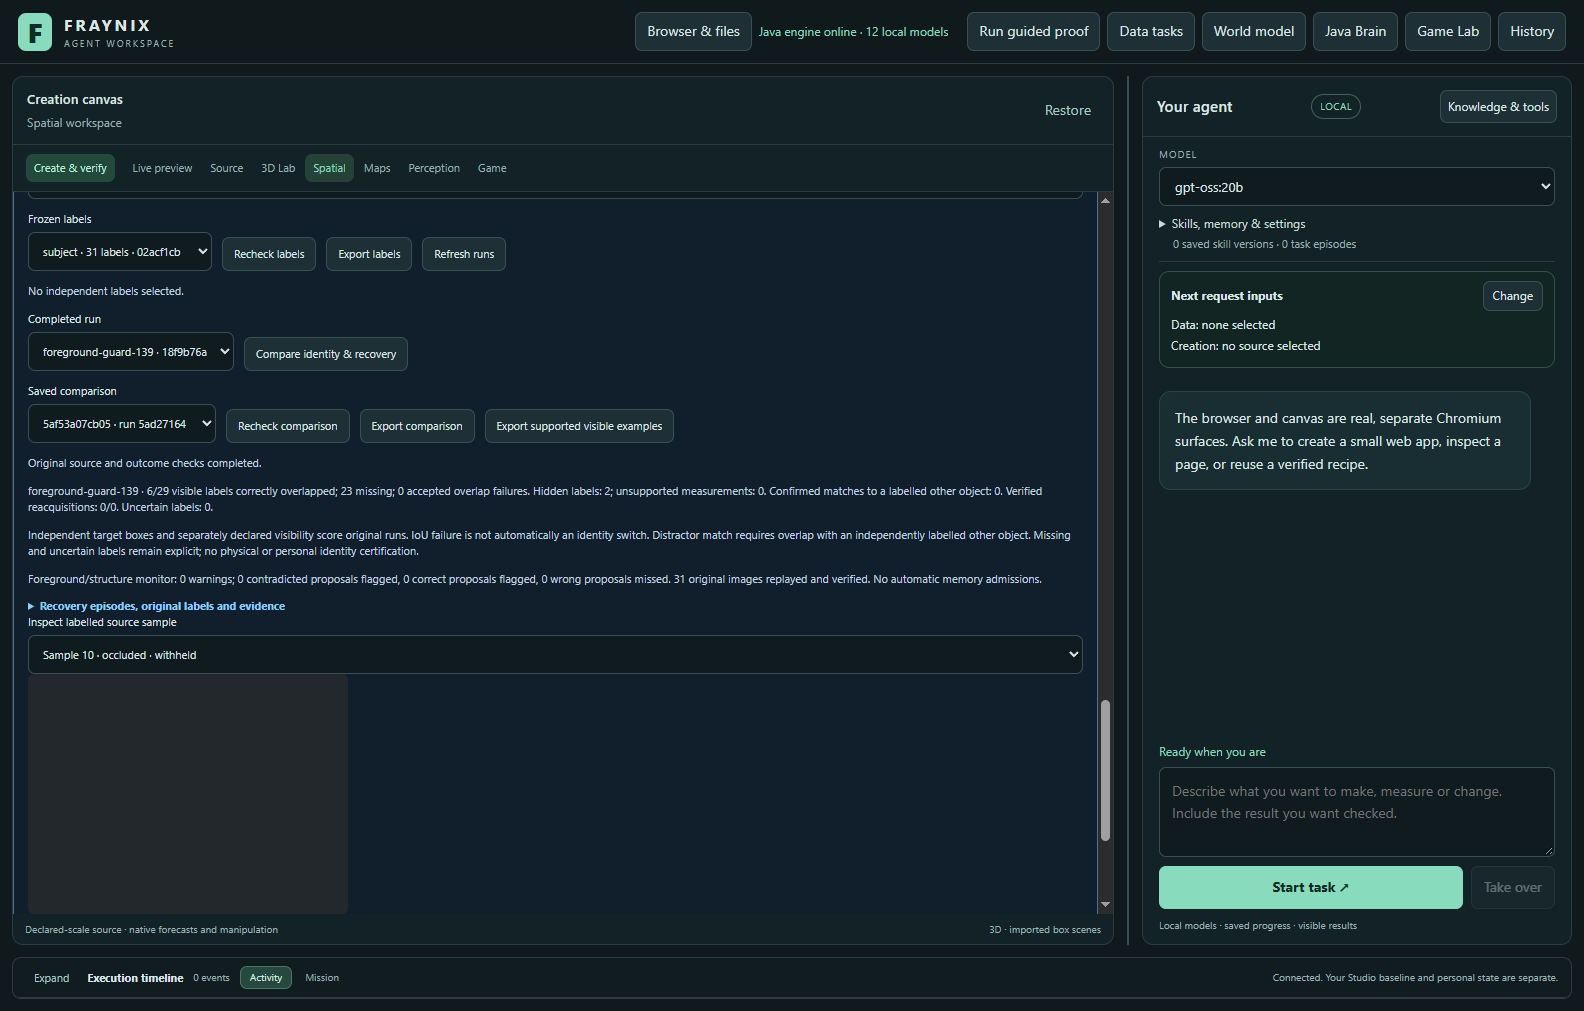 F
FRAYNIX
AGENT WORKSPACE
Browser & files
Java engine online · 12 local models
Run guided proof
Data tasks
World model
Java Brain
Game Lab
History
Creation canvas
Spatial workspace
Restore
Create & verify
Live preview
Source
3D Lab
Spatial
Maps
Perception
Game
Frozen labels
subject · 31 labels · 02acf1cb
Recheck labels
Export labels
Refresh runs
No independent labels selected.
Completed run
foreground-guard-139 · 18f9b76a
Compare identity & recovery
Saved comparison
5af53a07cb05 · run 5ad27164
Recheck comparison
Export comparison
Export supported visible examples
Original source and outcome checks completed.
foreground-guard-139 · 6/29 visible labels correctly overlapped; 23 missing; 0 accepted overlap failures. Hidden labels: 2; unsupported measurements: 0. Confirmed matches to a labelled other object: 0. Verified
reacquisitions: 0/0. Uncertain labels: 0.
Independent target boxes and separately declared visibility score original runs. IoU failure is not automatically an identity switch. Distractor match requires overlap with an independently labelled other object. Missing
and uncertain labels remain explicit; no physical or personal identity certification.
Foreground/structure monitor: 0 warnings; 0 contradicted proposals flagged, 0 correct proposals flagged, 0 wrong proposals missed. 31 original images replayed and verified. No automatic memory admissions.
Recovery episodes, original labels and evidence
Inspect labelled source sample
Sample 10 · occluded · withheld
Declared-scale source · native forecasts and manipulation
3D · imported box scenes
Your agent
LOCAL
Knowledge & tools
MODEL
gpt-oss:20b
Skills, memory & settings
0 saved skill versions · 0 task episodes
Next request inputs
Change
Data: none selected
Creation: no source selected
The browser and canvas are real, separate Chromium
surfaces. Ask me to create a small web app, inspect a
page, or reuse a verified recipe.
Ready when you are
Describe what you want to make, measure or change.
Include the result you want checked.
Start task ↗
Take over
Local models · saved progress · visible results
Expand
Execution timeline
0 events
Activity
Mission
Connected. Your Studio baseline and personal state are separate.